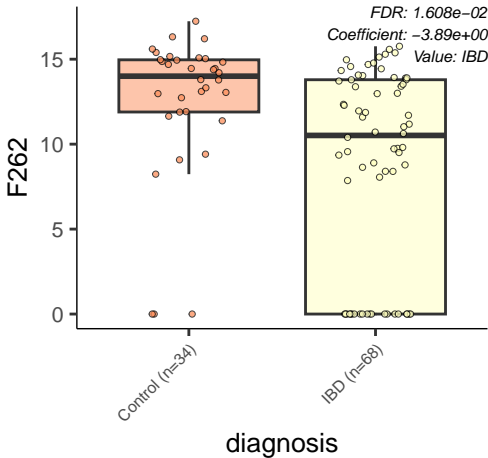 FDR: 1.608e−02
Coefficient: −3.89e+00
Value: IBD
F262
15
10
5
0
Control (n=34)
IBD (n=68)
diagnosis